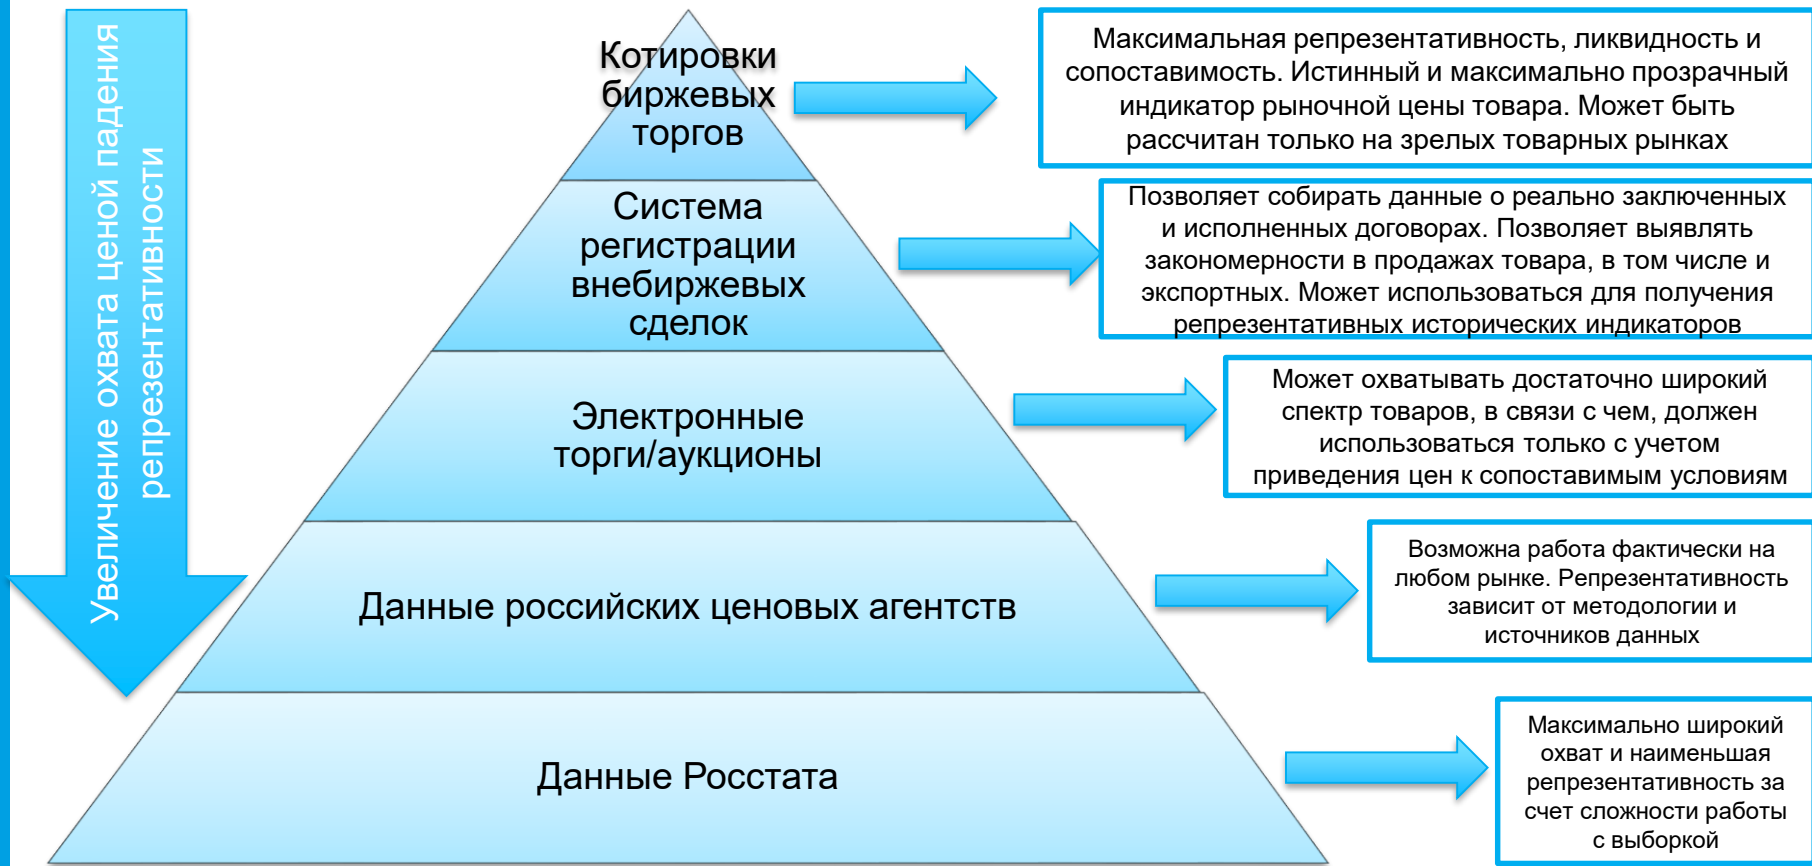 Увеличение охвата ценой падения
репрезентативности
Котировки
биржевых
торгов
Максимальная репрезентативность, ликвидность и
сопоставимость. Истинный и максимально прозрачный
индикатор рыночной цены товара. Может быть
рассчитан только на зрелых товарных рынках
Система
регистрации
внебиржевых
сделок
Позволяет собирать данные о реально заключенных
и исполненных договорах. Позволяет выявлять
закономерности в продажах товара, в том числе и
экспортных. Может использоваться для получения
репрезентативных исторических индикаторов
Электронные
торги/аукционы
Может охватывать достаточно широкий
спектр товаров, в связи с чем, должен
использоваться только с учетом
приведения цен к сопоставимым условиям
Данные российских ценовых агентств
Возможна работа фактически на
любом рынке. Репрезентативность
зависит от методологии и
источников данных
Данные Росстата
Максимально широкий
охват и наименьшая
репрезентативность за
счет сложности работы
с выборкой